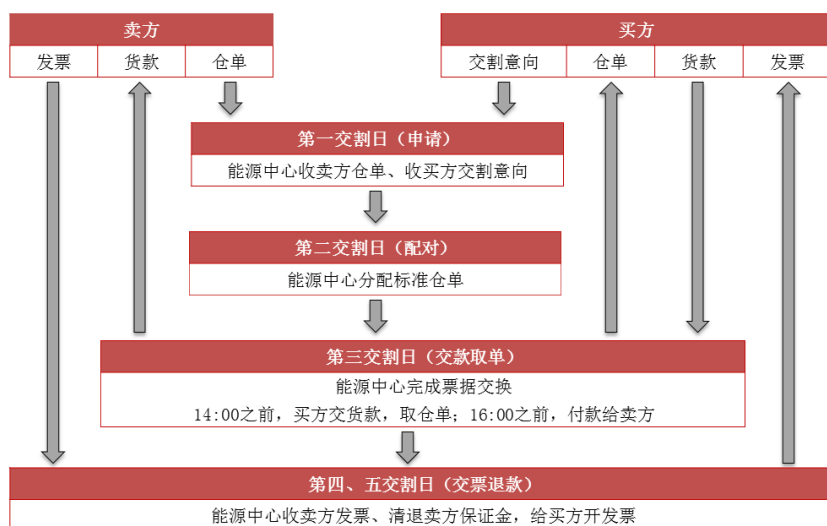 卖方
发票 货款 仓单
买方
交割意向 仓单 货款 发票
第一交割日（申请）
能源中心收卖方仓单、收买方交割意向
第二交割日（配对）
能源中心分配标准仓单
第三交割日（交款取单）
能源中心完成票据交换
14:00之前，买方交货款，取仓单；16:00之前，付款给卖方
第四、五交割日（交票退款）
能源中心收卖方发票、清退卖方保证金，给买方开发票